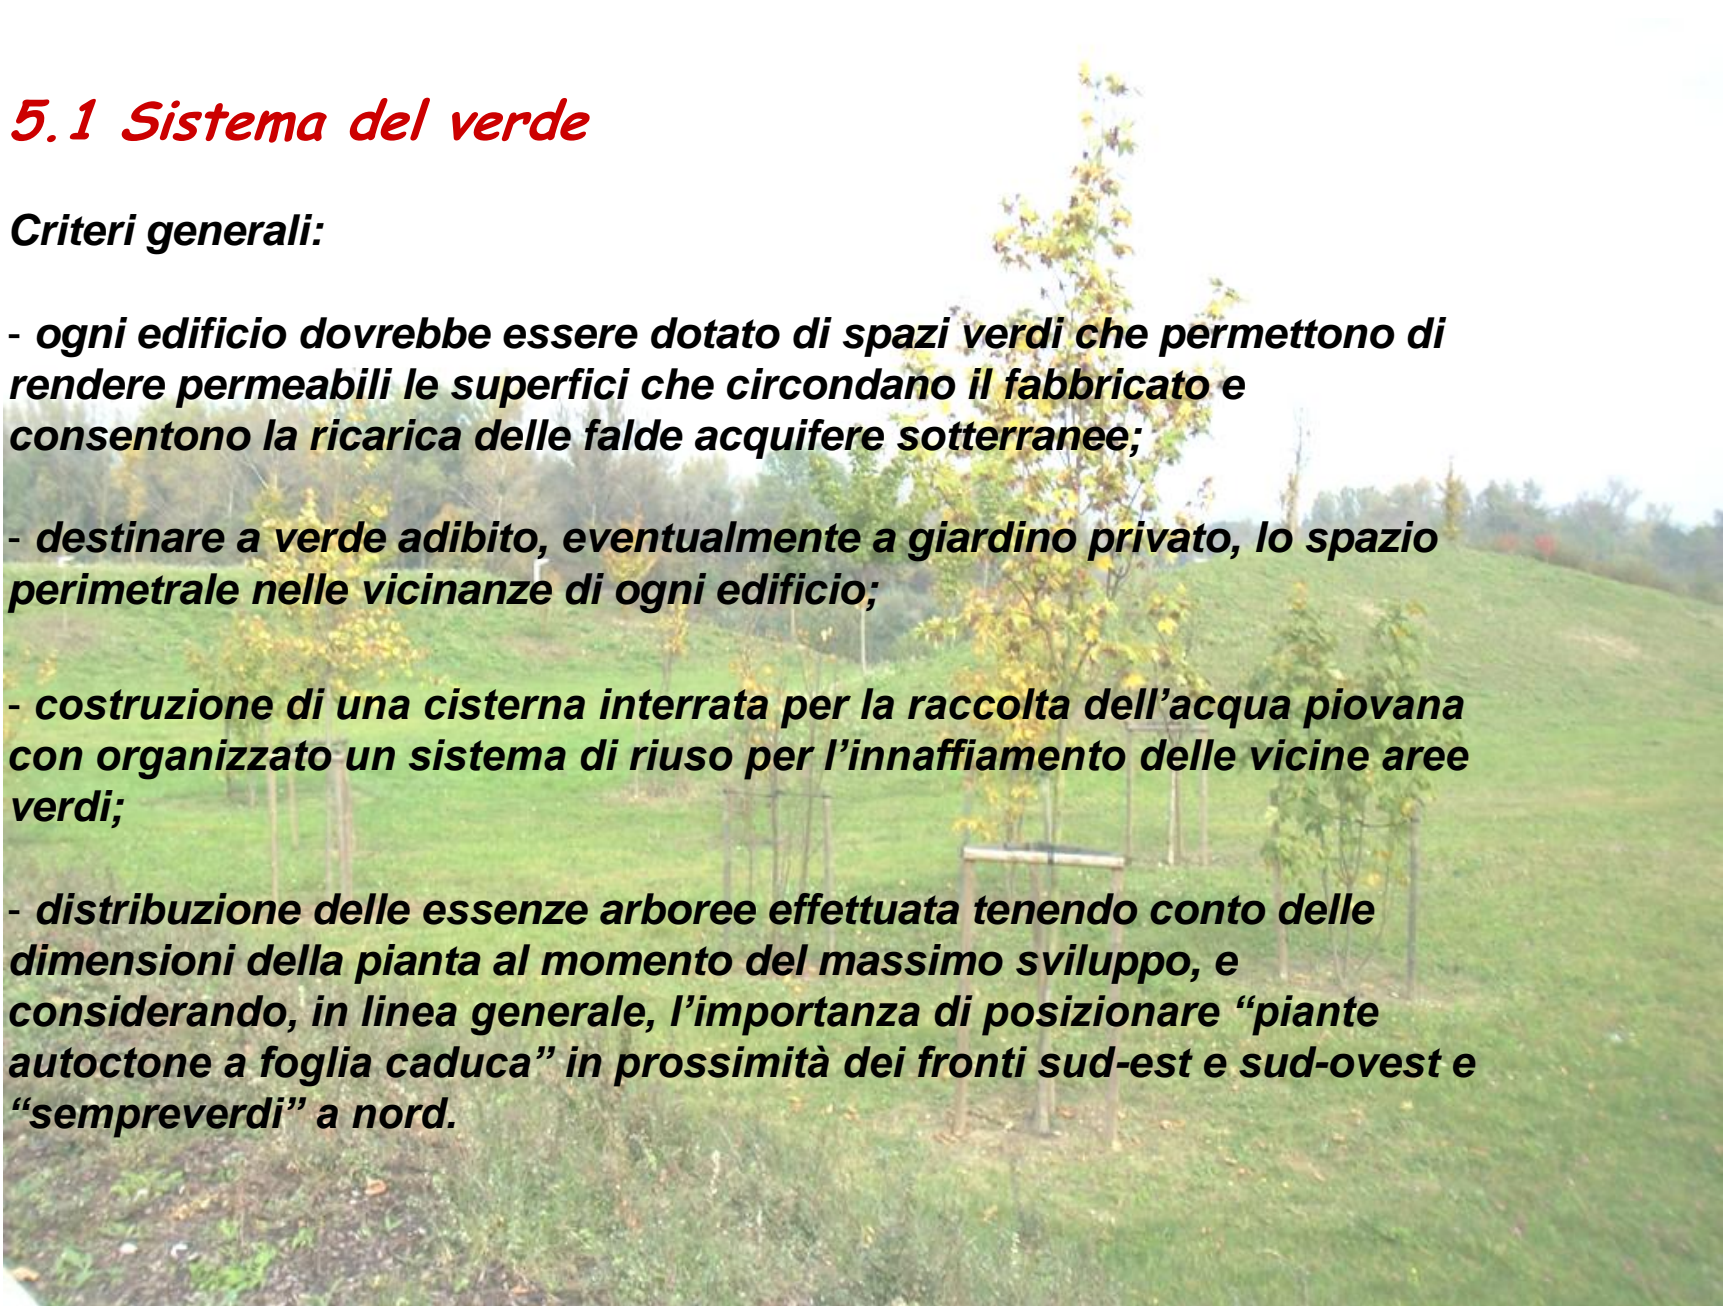 5.1 Sistema del verde
Criteri generali:
- ogni edificio dovrebbe essere dotato di spazi verdi che permettono di
rendere permeabili le superfici che circondano il fabbricato e
consentono la ricarica delle falde acquifere sotterranee;
- destinare a verde adibito, eventualmente a giardino privato, lo spazio
perimetrale nelle vicinanze di ogni edificio;
- costruzione di una cisterna interrata per la raccolta dell’acqua piovana
con organizzato un sistema di riuso per l’innaffiamento delle vicine aree
verdi;
- distribuzione delle essenze arboree effettuata tenendo conto delle
dimensioni della pianta al momento del massimo sviluppo, e
considerando, in linea generale, l’importanza di posizionare “piante
autoctone a foglia caduca” in prossimità dei fronti sud-est e sud-ovest e
“sempreverdi” a nord.